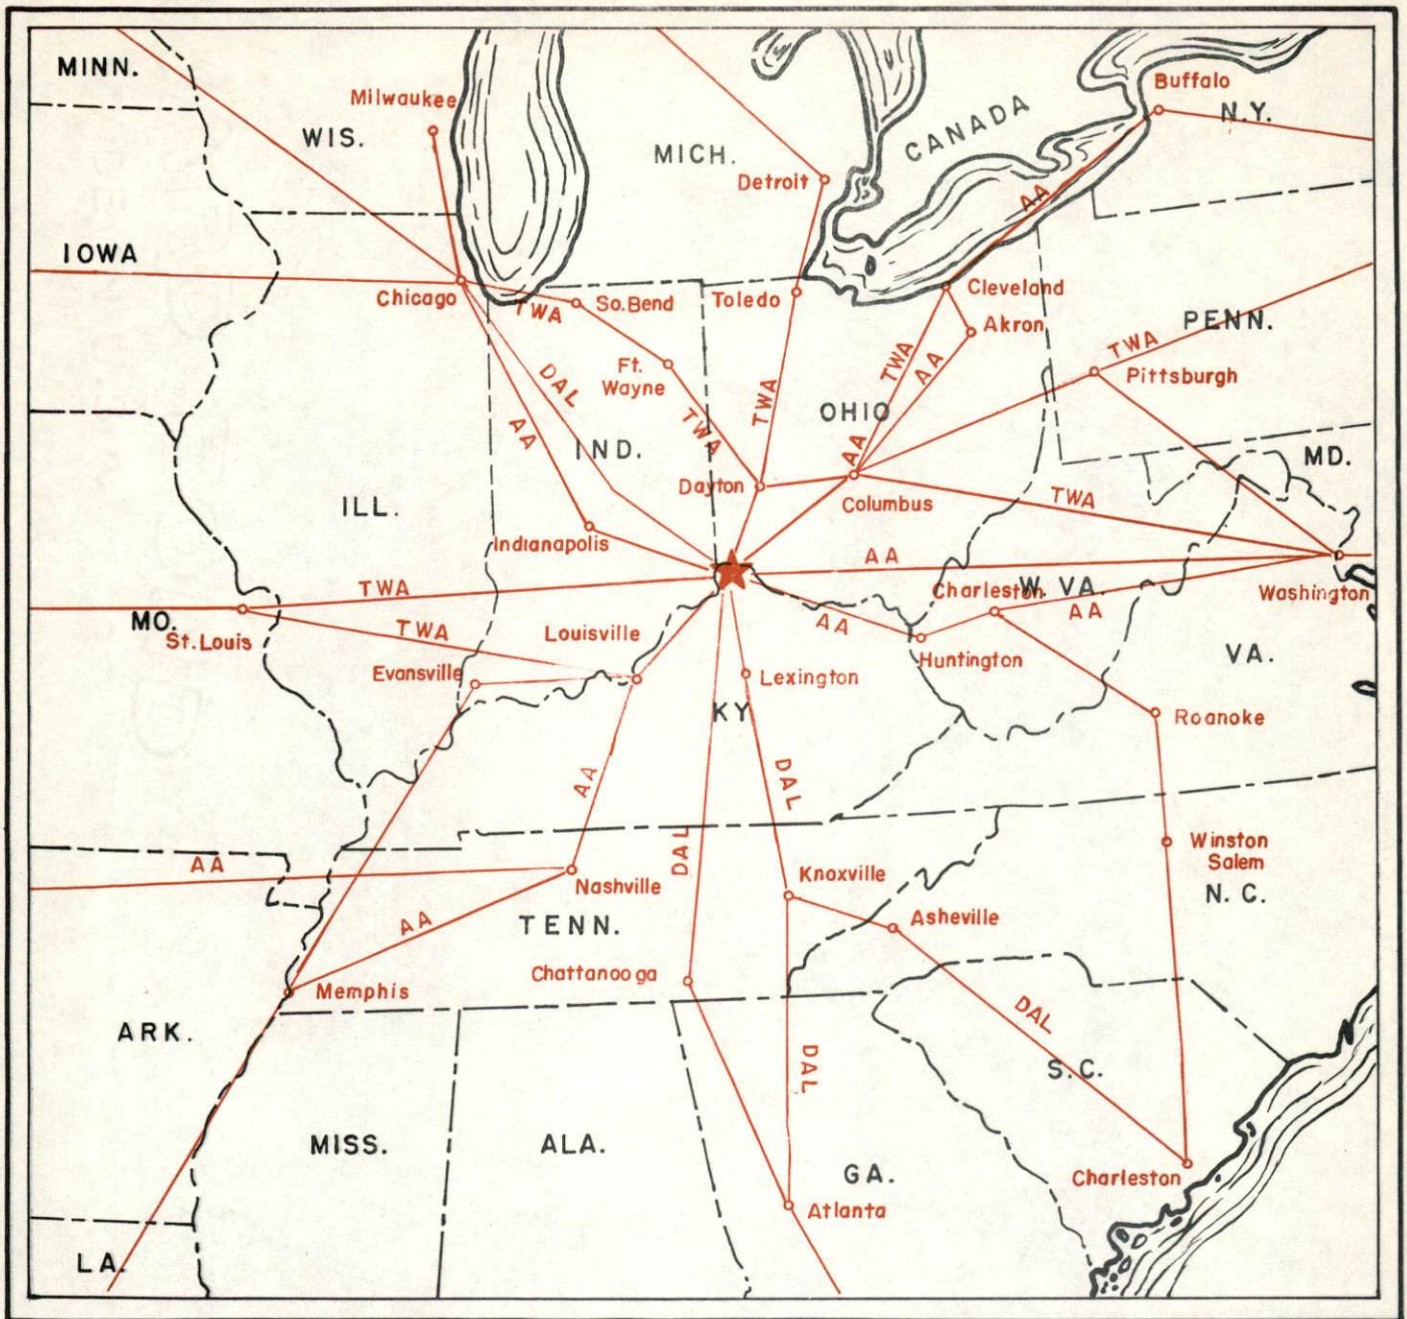 MINN.
Milwaukee
WIS.
MICH.
CANADA
Buffalo
N.Y.
Detroit
AA
IOWA
Chicago
TWA
So. Bend
Toledo
Cleveland
Akron
PENN.
TWA
Pittsburgh
Ft.
Wayne
DAL
TWA
AA
TWA
OHIO
AA
TWA
IND.
AA
MD.
Dayton
Columbus
TWA
ILL.
Indianapolis
AA
TWA
Charleston
W. VA.
AA
Washington
MO.
St. Louis
TWA
Louisville
AA
Evansville
Huntington
VA.
Lexington
KY
Roanoke
AA
DAL
DAL
Winston
Salem
AA
Nashville
Knoxville
N. C.
AA
TENN.
Asheville
Chattanooga
Memphis
DAL
ARK.
DAL
S.C.
MISS.
ALA.
GA.
Charleston
Atlanta
LA.